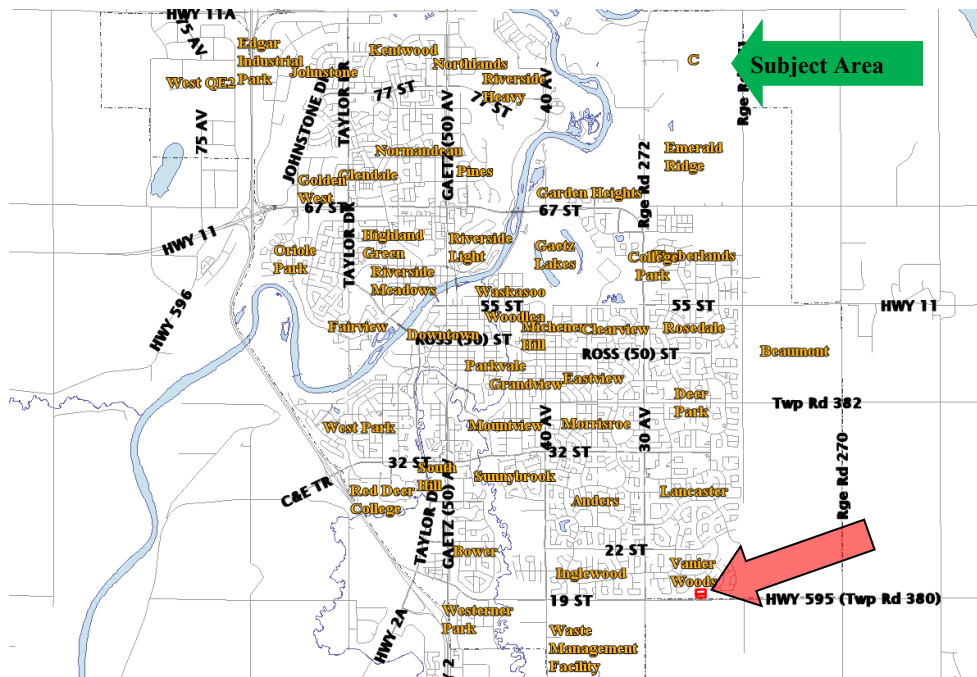 HWY 11A
75 AV
Edgar
Industrial
Park
West QE2
Johnstone
Kentwood
Northlands
Riverside
Heavy
C
Subject Area
77 ST
77 ST
40 AV
75 AV
JOHNSTONE DR
TAYLOR DR
GAETZ (50) AV
Normandeau
Glendale
Pines
Golden
West
Garden Heights
Emerald
Ridge
Rge Rd 272
67 ST
67 ST
HWY 11
Oriole
Park
TAYLOR DR
Highland
Green
Riverside
Meadows
Riverside
Light
Gaetz
Lakes
College
Park
HWY 596
Waskasoo
55 ST
55 ST
HWY 11
Fairview
Downtown
Woodlea
Michener
Hill
Clearview
Rosedale
ROSS (50) ST
ROSS (50) ST
Beaumont
Parkvale
Grandview
Eastview
Deer
Park
Twp Rd 382
West Park
Mountview
40 AV
Morrisroe
30 AV
32 ST
32 ST
South
Hill
Sunnybrook
Rge Rd 270
C&E TR
Red Deer
College
Anders
Lancaster
TAYLOR D
GAETZ (50) AV
Bower
22 ST
Inglewood
Vanier
Woods
19 ST
HWY 595 (Twp Rd 380)
HWY 2A
Westerner
Park
Waste
Management
Facility